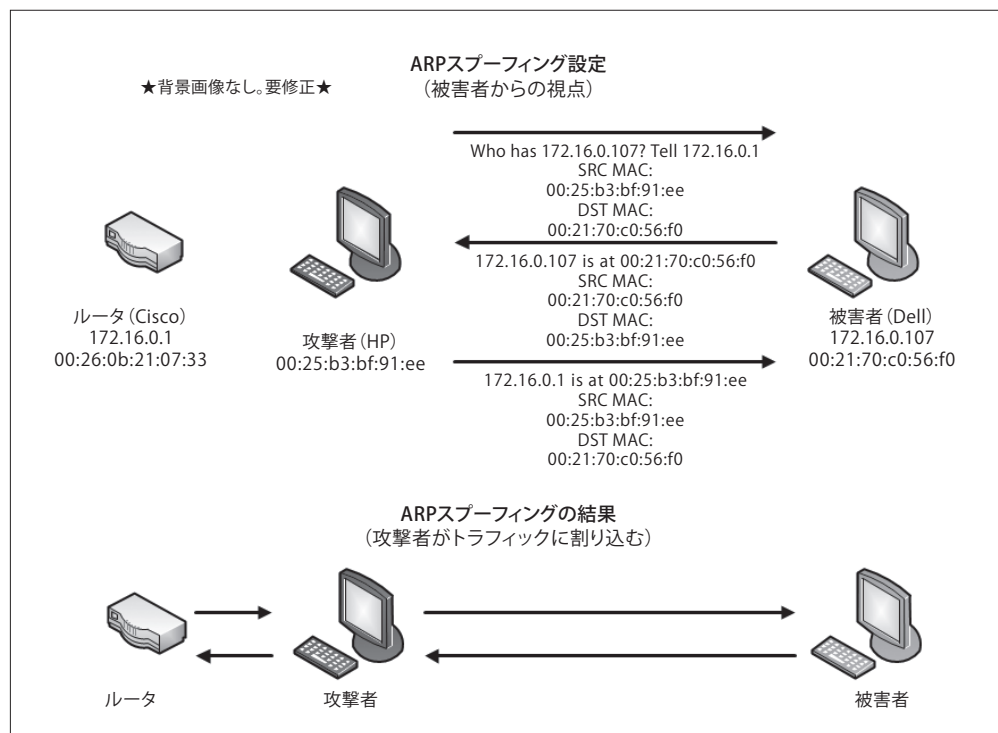 ARPスプーフィング設定
★背景画像なし。要修正★
（被害者からの視点）
Who has 172.16.0.107? Tell 172.16.0.1
SRC MAC:
00:25:b3:bf:91:ee
DST MAC:
00:21:70:c0:56:f0
172.16.0.107 is at 00:21:70:c0:56:f0
SRC MAC:
00:21:70:c0:56:f0
DST MAC:
00:25:b3:bf:91:ee
ルータ（Cisco）
172.16.0.1
00:26:0b:21:07:33
攻撃者（HP）
00:25:b3:bf:91:ee
被害者（Dell）
172.16.0.107
00:21:70:c0:56:f0
172.16.0.1 is at 00:25:b3:bf:91:ee
SRC MAC:
00:25:b3:bf:91:ee
DST MAC:
00:21:70:c0:56:f0
ARPスプーフィングの結果
（攻撃者がトラフィックに割り込む）
ルータ
攻撃者
被害者